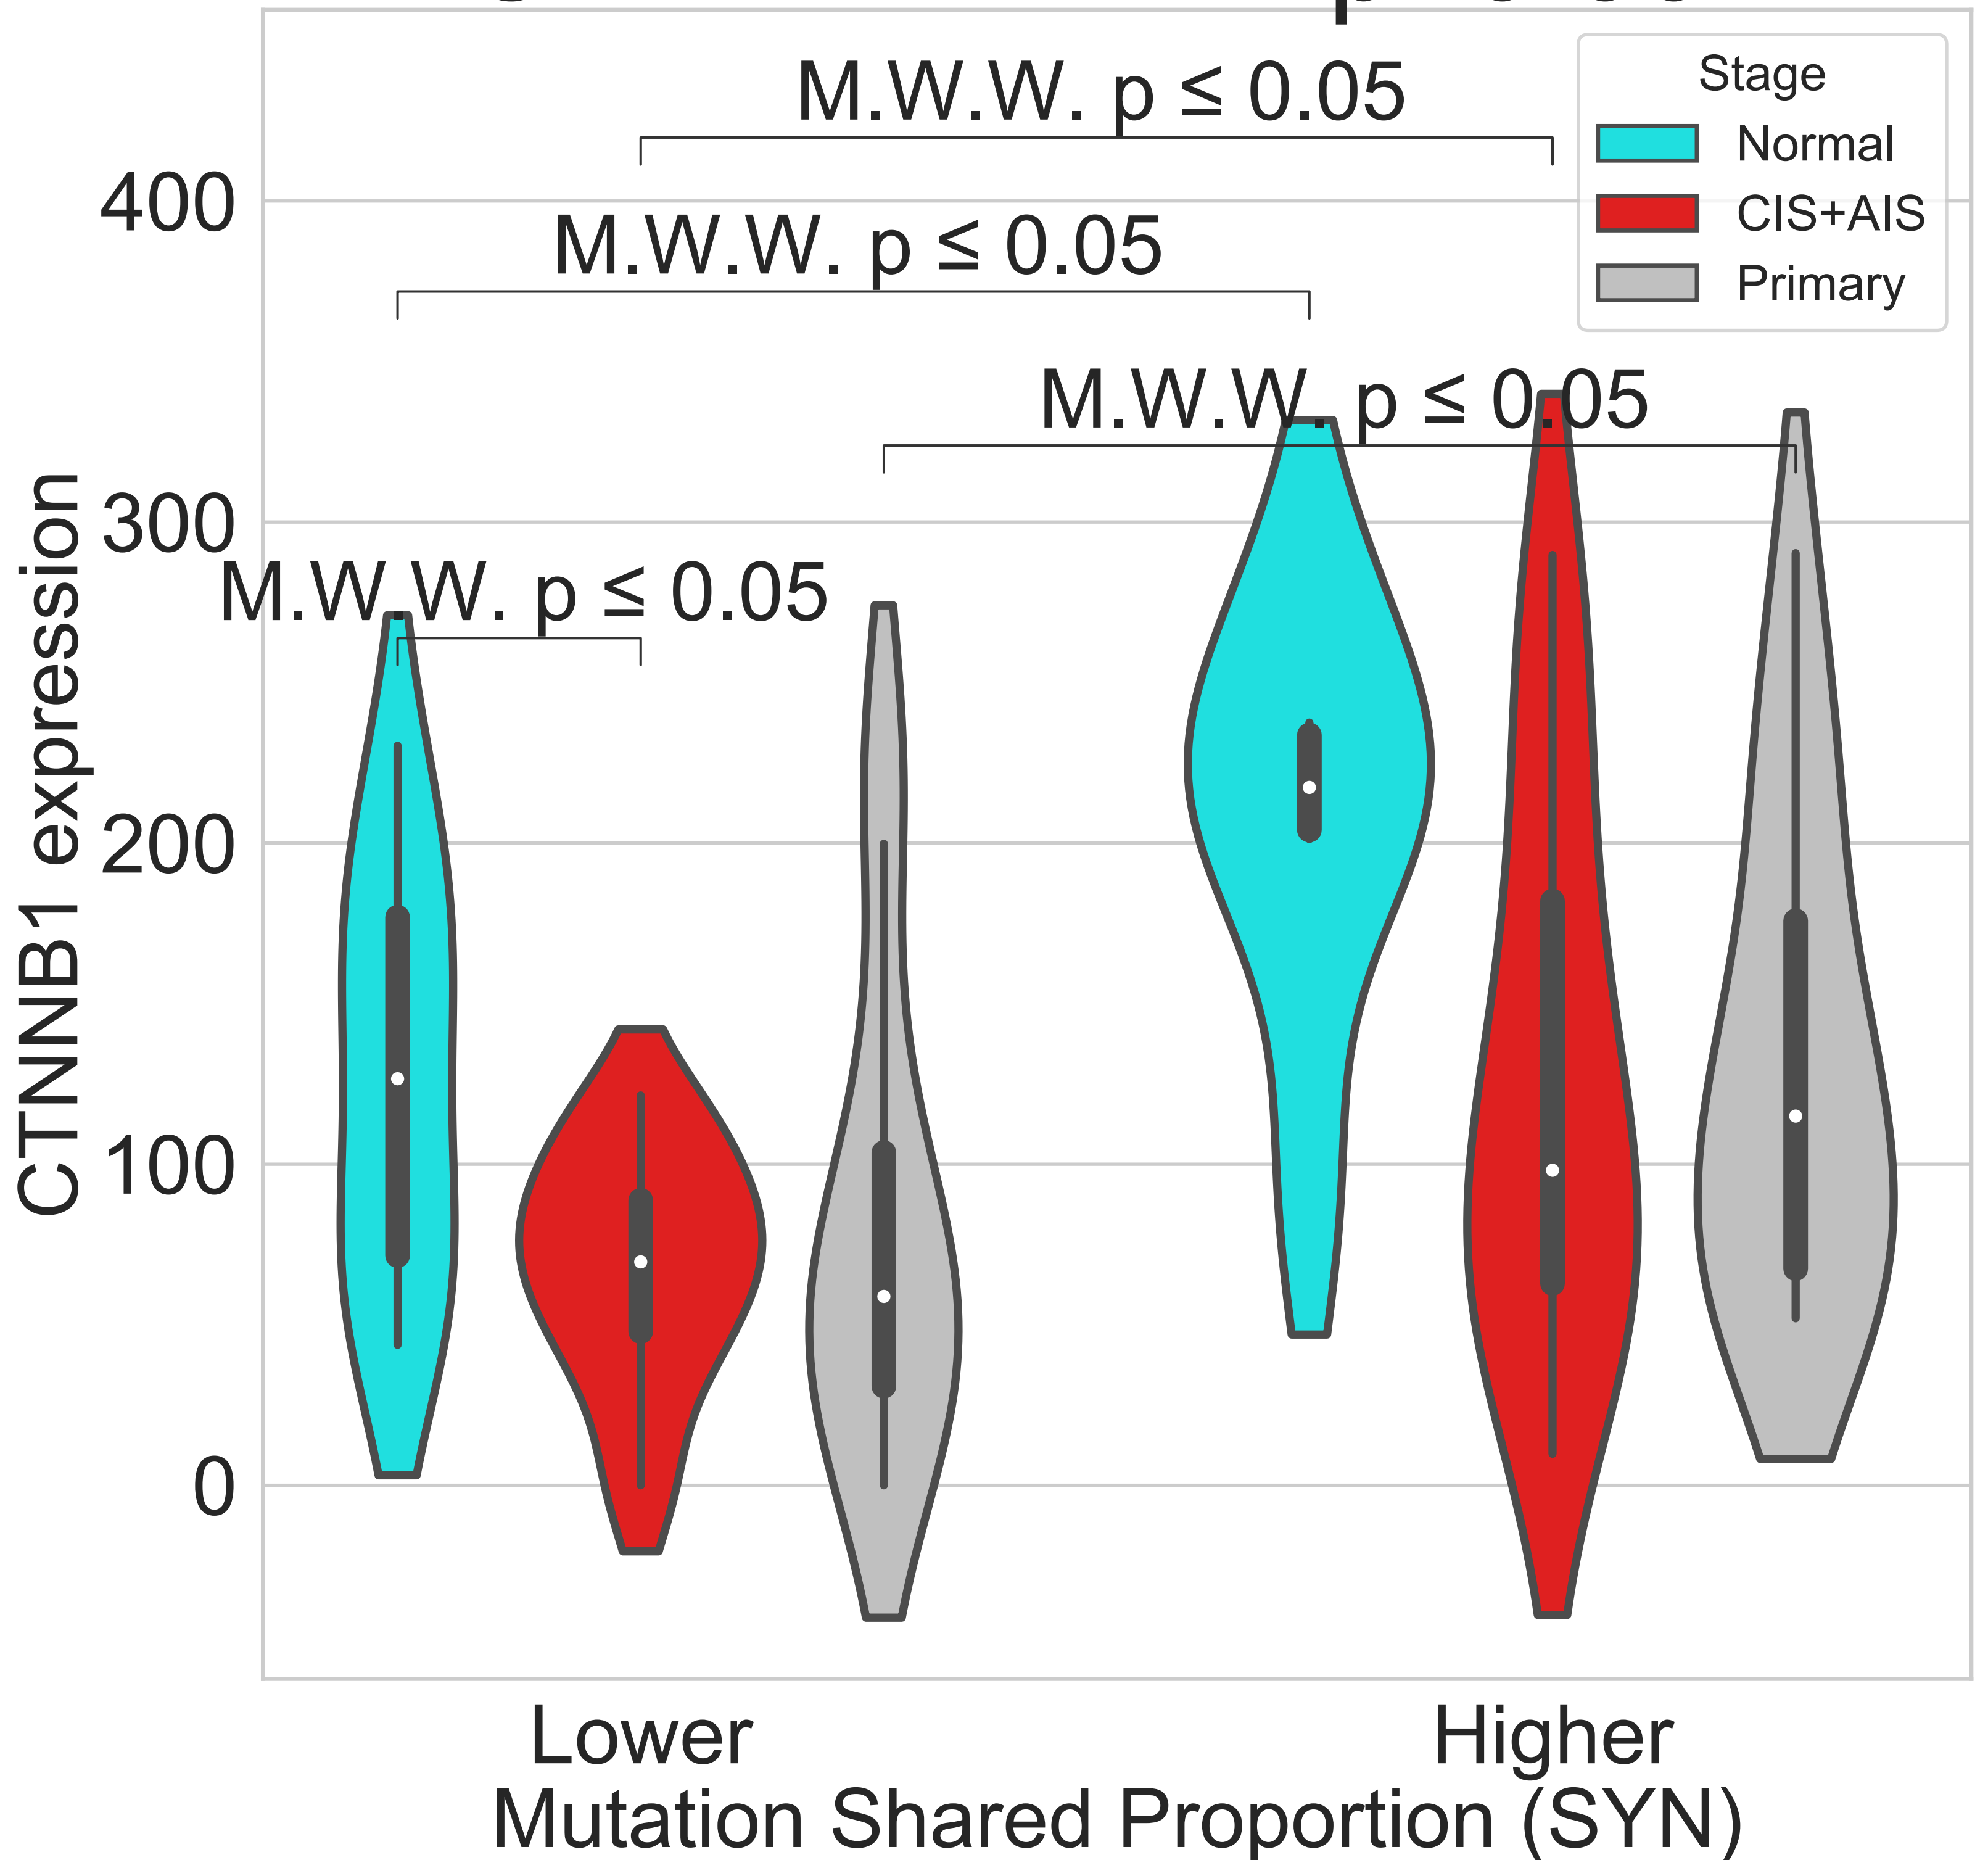 M.W.W. p ≤ 0.05
Stage
Normal
CIS+AIS
Primary
400
M.W.W. p ≤ 0.05
M.W.W. p ≤ 0.05
300
M.W.W. p ≤ 0.05
CTNNB1 expression
200
100
0
Lower
Higher
Mutation Shared Proportion (SYN)